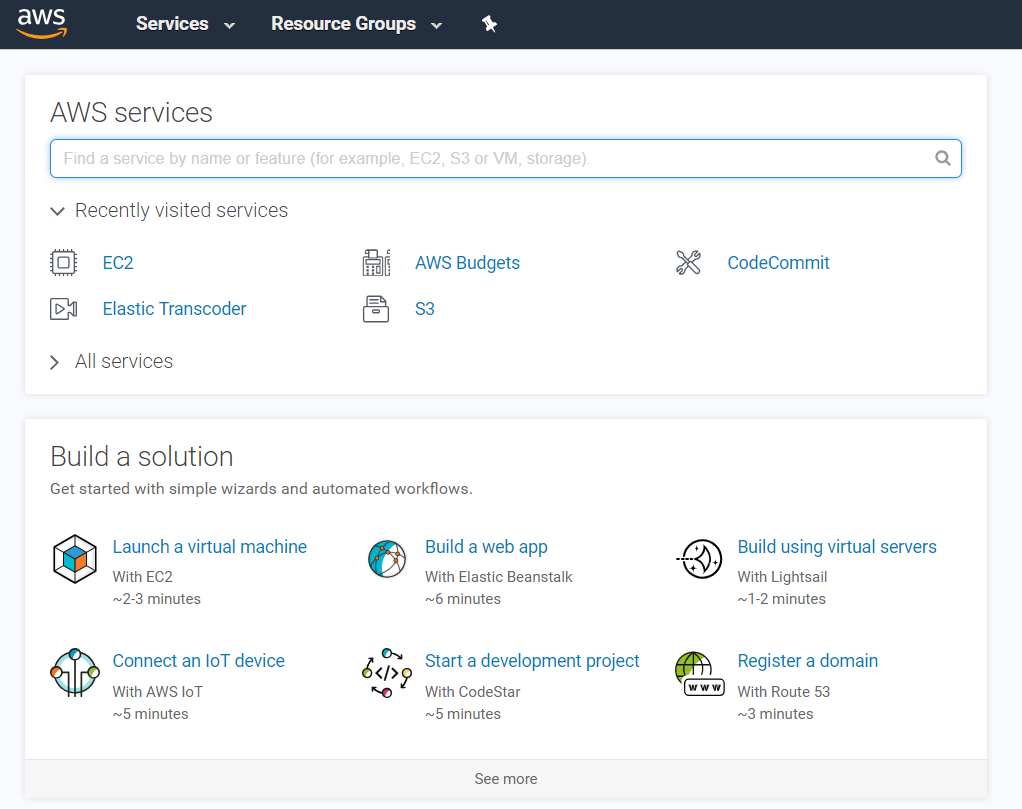 aws
Services
Resource Groups
AWS services
Find a service by name or feature (for example, EC2, S3 or VM, storage).
Recently visited services
EC2
AWS Budgets
CodeCommit
Elastic Transcoder
S3
All services
Build a solution
Get started with simple wizards and automated workflows.
Launch a virtual machine
With EC2
~2-3 minutes
Build a web app
With Elastic Beanstalk
~6 minutes
Build using virtual servers
With Lightsail
~1-2 minutes
Connect an IoT device
With AWS IoT
~5 minutes
Start a development project
With CodeStar
~5 minutes
www
Register a domain
With Route 53
~3 minutes
See more